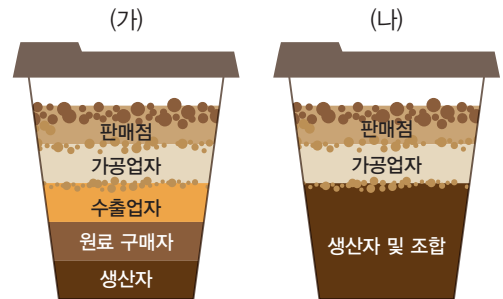 (가)
판매점
가공업자
수출업자
원료 구매자
생산자
(나)
판매점
가공업자
생산자 및 조합